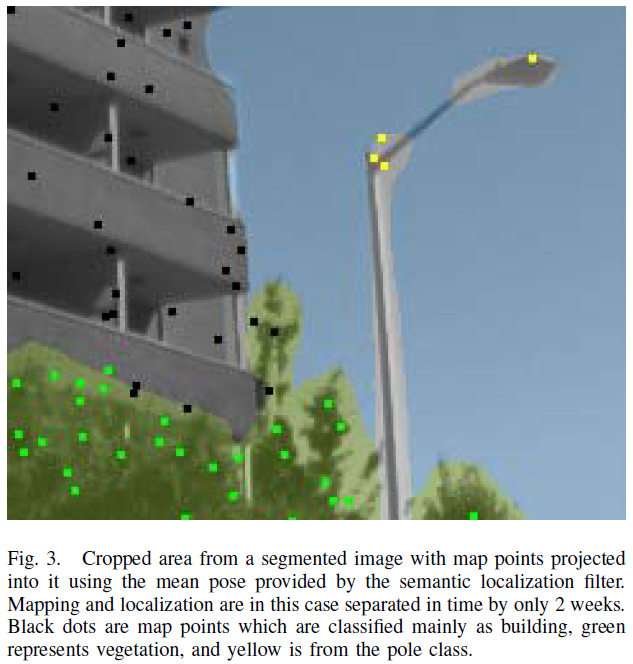 Fig. 3. Cropped area from a segmented image with map points projected
into it using the mean pose provided by the semantic localization filter.
Mapping and localization are in this case separated in time by only 2 weeks.
Black dots are map points which are classified mainly as building, green
represents vegetation, and yellow is from the pole class.